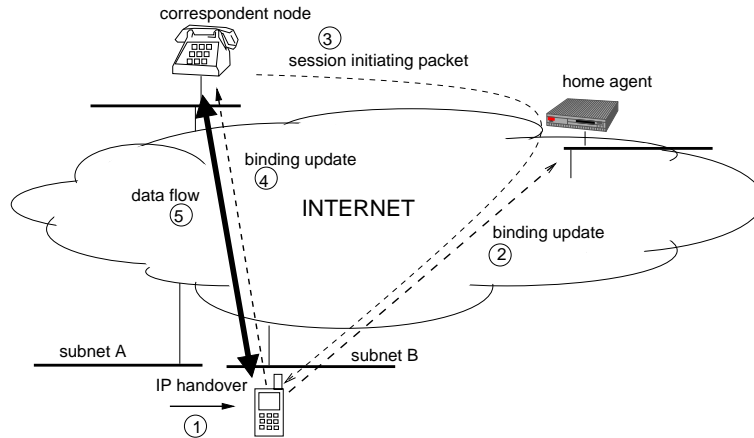 correspondent node
3
session initiating packet
home agent
binding update
4
data flow
5
INTERNET
binding update
2
subnet A
subnet B
IP handover
1